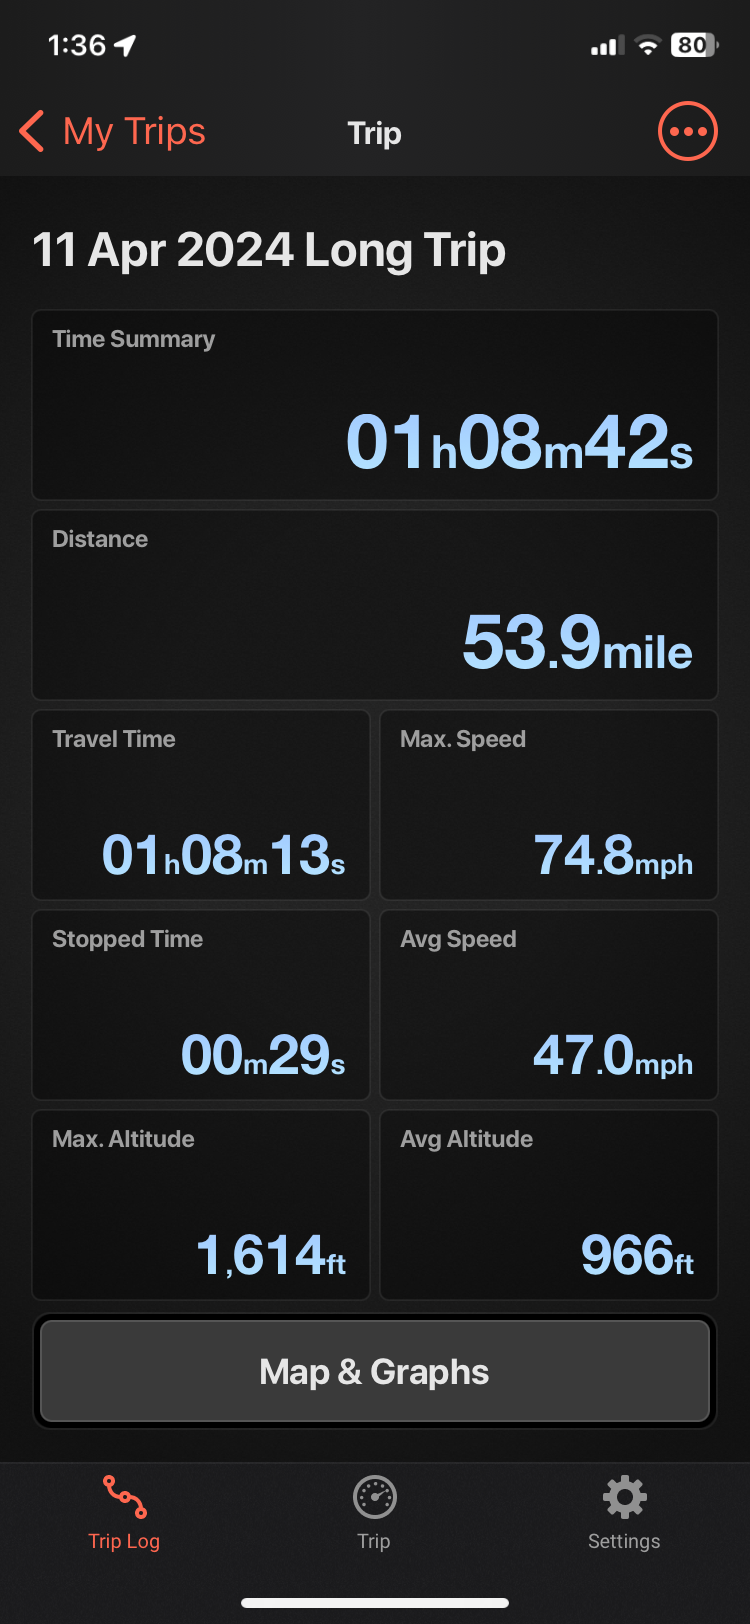 1:36
80
My Trips
Trip
11 Apr 2024 Long Trip
Time Summary
01h08m42s
Distance
53.9mile
Travel Time
01h08m13s
Max. Speed
74.8mph
Stopped Time
00m29s
Avg Speed
47.0mph
Max. Altitude
1,614ft
Avg Altitude
966ft
Map & Graphs
Trip Log
Trip
Settings